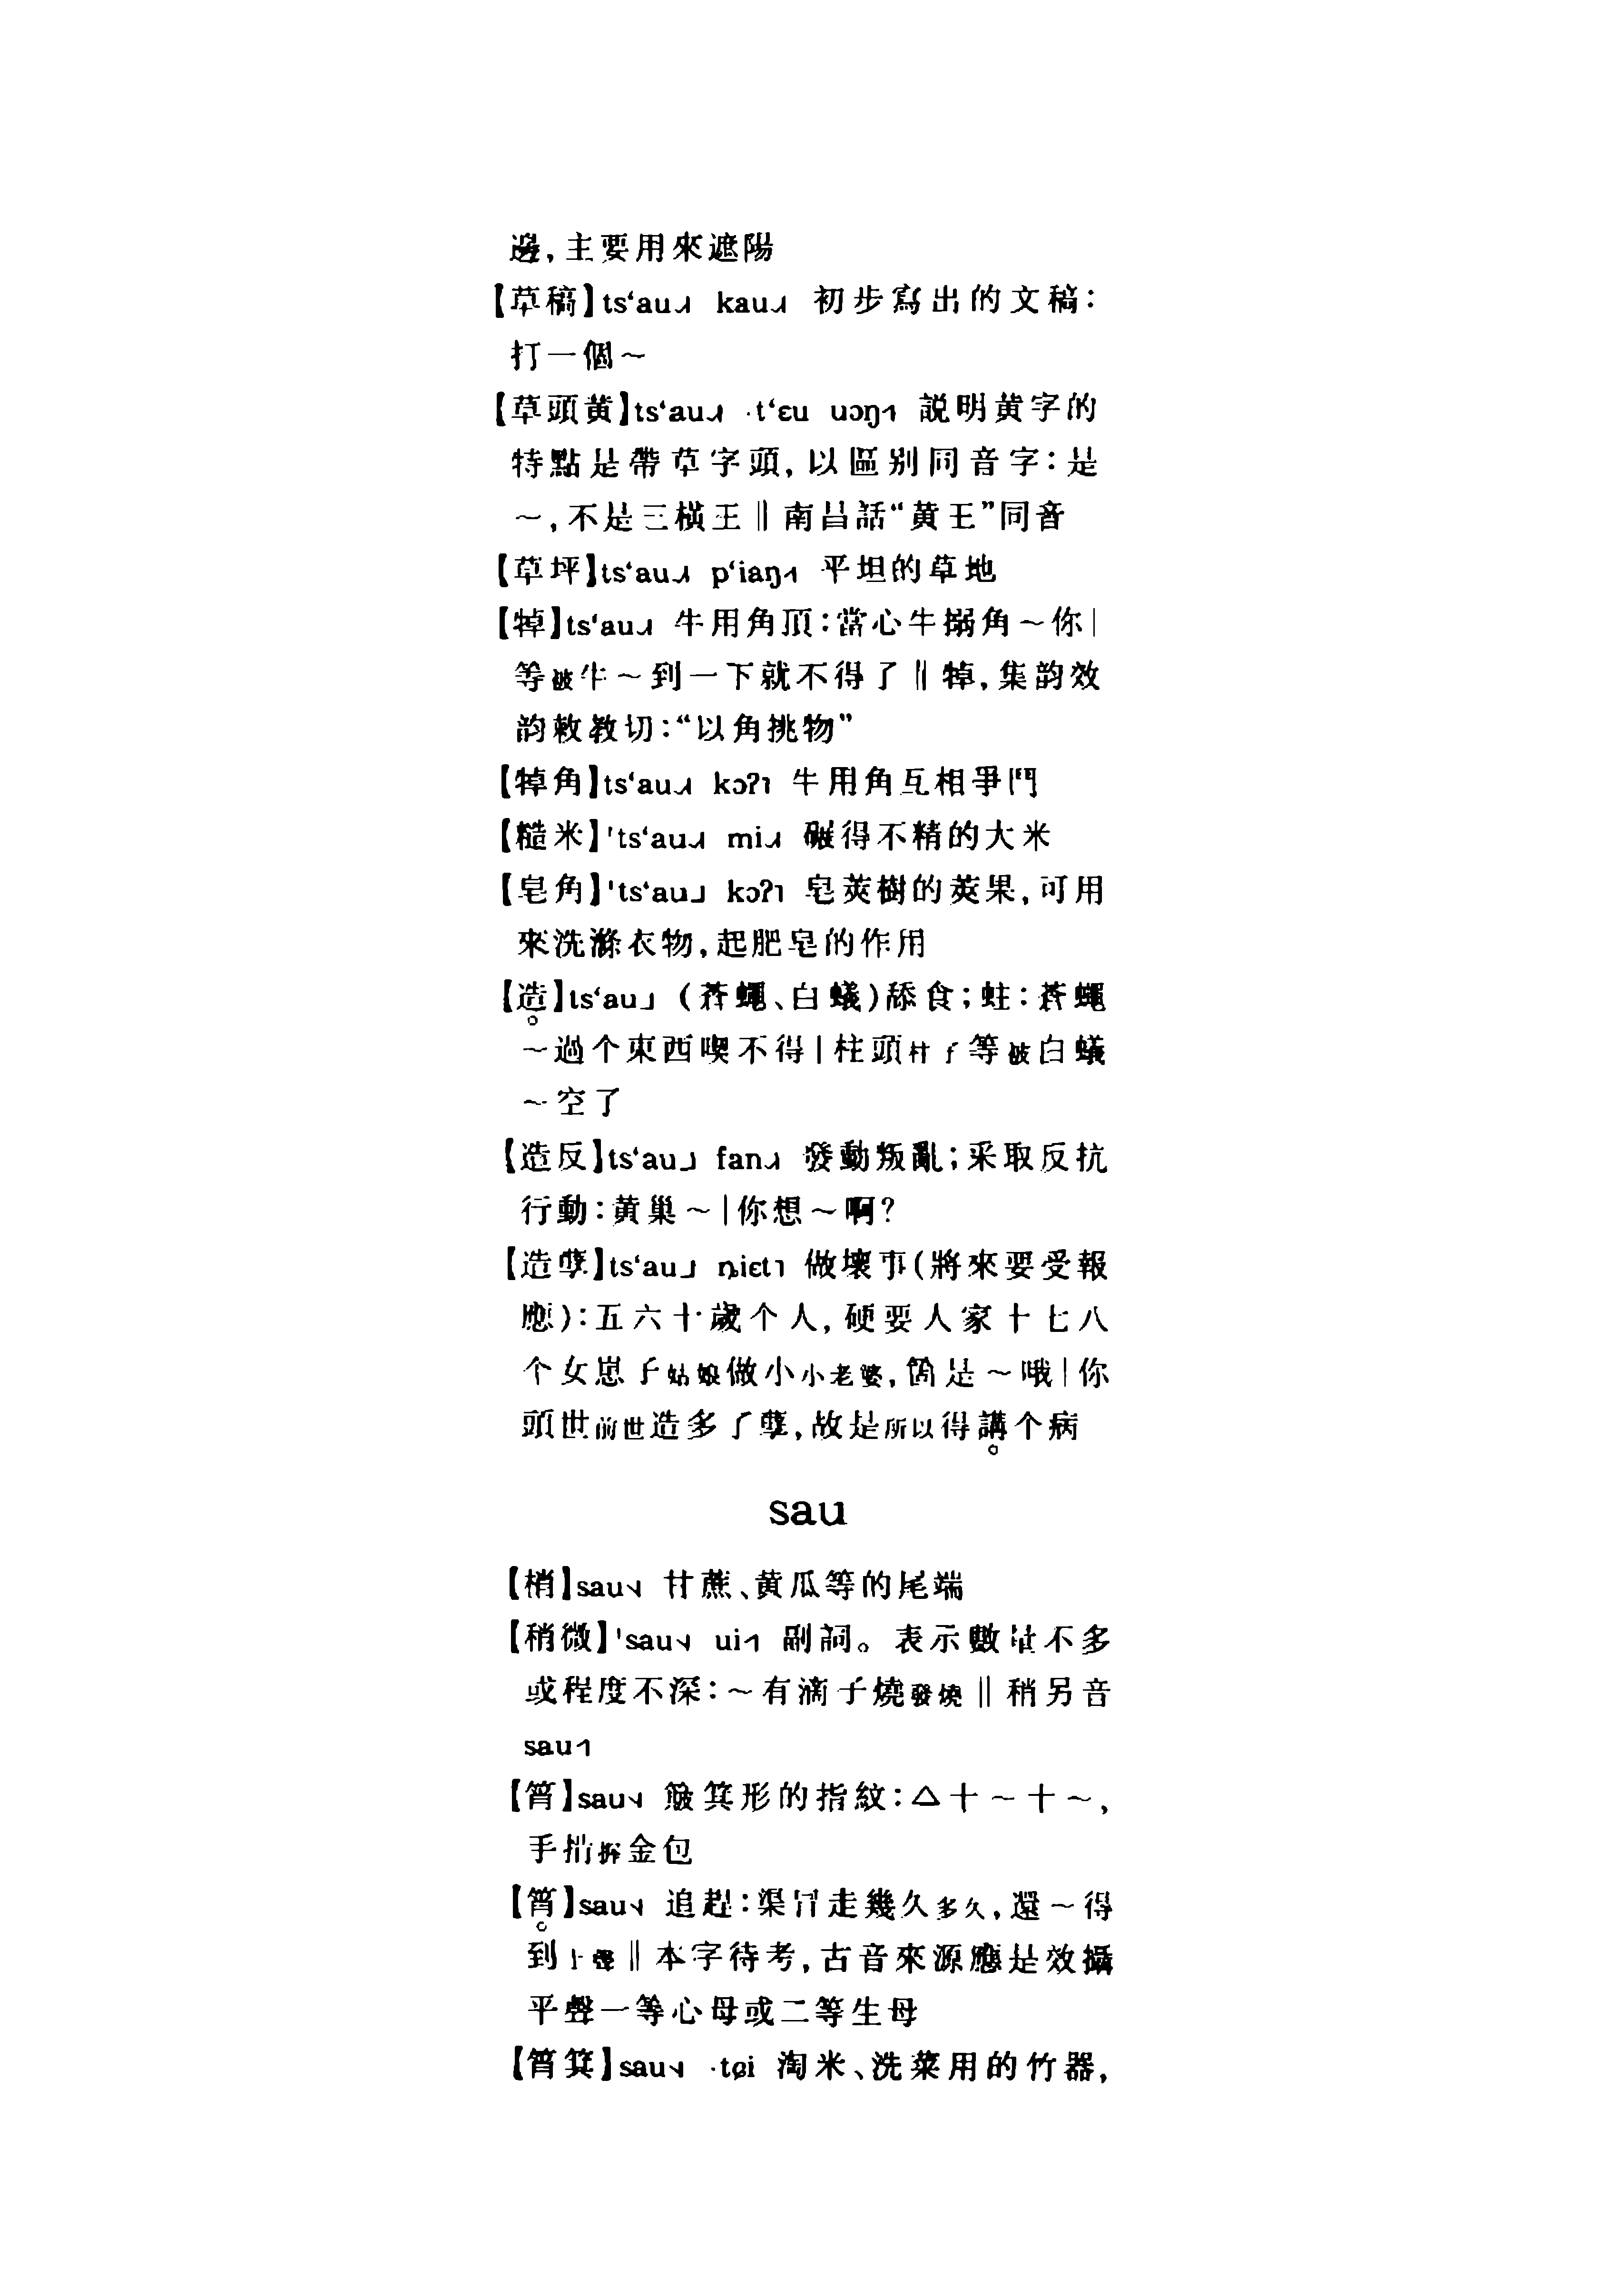 邊，主要用來遮陽
【草稿】ts‘au˩˧ kau˩˧ 初步寫出的文稿：
打一個～
【草頭黄】ts‘au˩˧ ·t‘ɛu uɔŋ˦˥ 説明黄字的
特點是帶草字頭，以區别同音字：是
～，不是三横王‖南昌話“黄王”同音
【草坪】ts‘au˩˧ p‘iaŋ˦˥ 平坦的草地
【㹿】ts‘au˩˧ 牛用角頂：當心牛搦角～你|
等被牛～到一下就不得了‖㹿，集韵效
韵敕教切：“以角挑物”
【㹿角】ts‘au˩˧ kɔʔ˥ 牛用角互相爭鬥
【糙米】'ts‘au˩˧ mi˩˧ 碾得不精的大米
【皂角】'ts‘au˩ kɔʔ˥ 皂莢樹的莢果，可用
來洗滌衣物，起肥皂的作用
【造】ts‘au˩ （蒼蠅、白蟻）舔食；蛀：蒼蠅
～過个東西喫不得|柱頭柱子等被白蟻
～空了
【造反】ts‘au˩ fan˩˧ 發動叛亂；采取反抗
行動：黄巢～|你想～啊？
【造孽】ts‘au˩ ȵiɛt˥ 做壞事（將來要受報
應）：五六十歲个人，硬要人家十七八
个女崽子姑娘做小小老婆，箇是～哦|你
頭世前世造多了孽，故是所以得講个病
sau
【梢】sau˧˨ 甘蔗、黄瓜等的尾端
【稍微】'sau˧˨ ui˦˥ 副詞。表示數量不多
或程度不深：～有滴子燒發燒‖稍另音
sau˦˥
【筲】sau˧˨ 簸箕形的指紋：△十～十～，
手捎拆金包
【筲】sau˧˨ 追趕：渠冒走幾久多久，還～得
到上𠹌‖本字待考，古音來源應是效攝
平聲一等心母或二等生母
【筲箕】sau˧˨ ·tɕi 淘米、洗菜用的竹器，